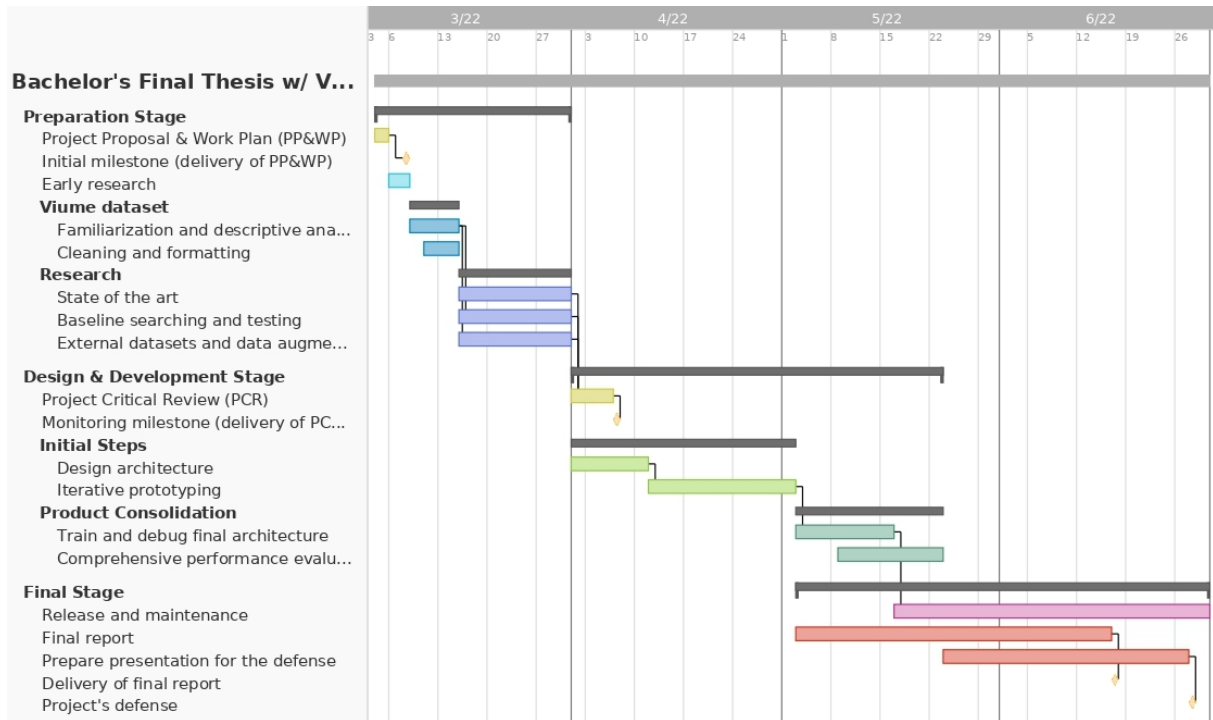 3/22 4/22 5/22 6/22
3 6 13 20 27 3 10 17 24 1 8 15 22 29 5 12 19 26
Bachelor's Final Thesis w/ V...
Preparation Stage
Project Proposal & Work Plan (PP&WP)
Initial milestone (delivery of PP&WP)
Early research
Viume dataset
Familiarization and descriptive ana...
Cleaning and formatting
Research
State of the art
Baseline searching and testing
External datasets and data augme...
Design & Development Stage
Project Critical Review (PCR)
Monitoring milestone (delivery of PC...
Initial Steps
Design architecture
Iterative prototyping
Product Consolidation
Train and debug final architecture
Comprehensive performance evalu...
Final Stage
Release and maintenance
Final report
Prepare presentation for the defense
Delivery of final report
Project's defense